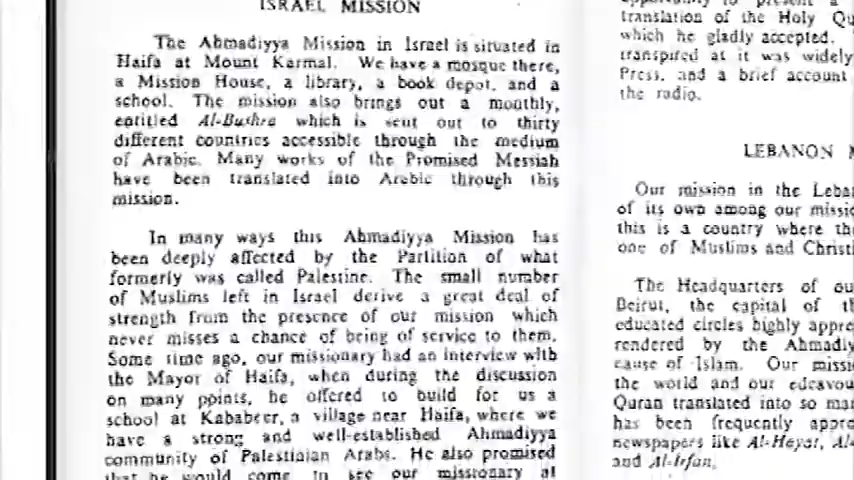 ISRAEL MISSION
The Ahmadiyya Mission in Israel is situated in
Haifa at Mount Karmal. We have a mosque there,
a Mission House, a library, a book depot, and a
school. The mission also brings out a monthly,
entitled Al-Bushra which is sent out to thirty
different countries accessible through the medium
of Arabic. Many works of the Promised Messiah
have been translated into Arabic through this
mission.
In many ways this Ahmadiyya Mission has
been deeply affected by the Partition of what
formerly was called Palestine. The small number
of Muslims left in Israel derive a great deal of
strength from the presence of our mission which
never misses a chance of being of service to them.
Some time ago, our missionary had an interview with
the Mayor of Haifa, when during the discussion
on many points, he offered to build for us a
school at Kababeer, a village near Haifa, where we
have a strong and well-established Ahmadiyya
community of Palestinian Arabs. He also promised
that he would come to see our missionary at
translation of the Holy Qu
which he gladly accepted.
transpired at it was widely
Press, and a brief account
the radio.
LEBANON M
Our mission in the Leba
of its own among our missio
this is a country where the
one of Muslims and Christi
The Headquarters of ou
Beirut, the capital of th
educated circles highly appre
rendered by the Ahmadiy
cause of Islam. Our missi
the world and our edeavou
Quran translated into so ma
has been frequently appre
newspapers like Al-Hayat, Al-
and Al-Irfan.